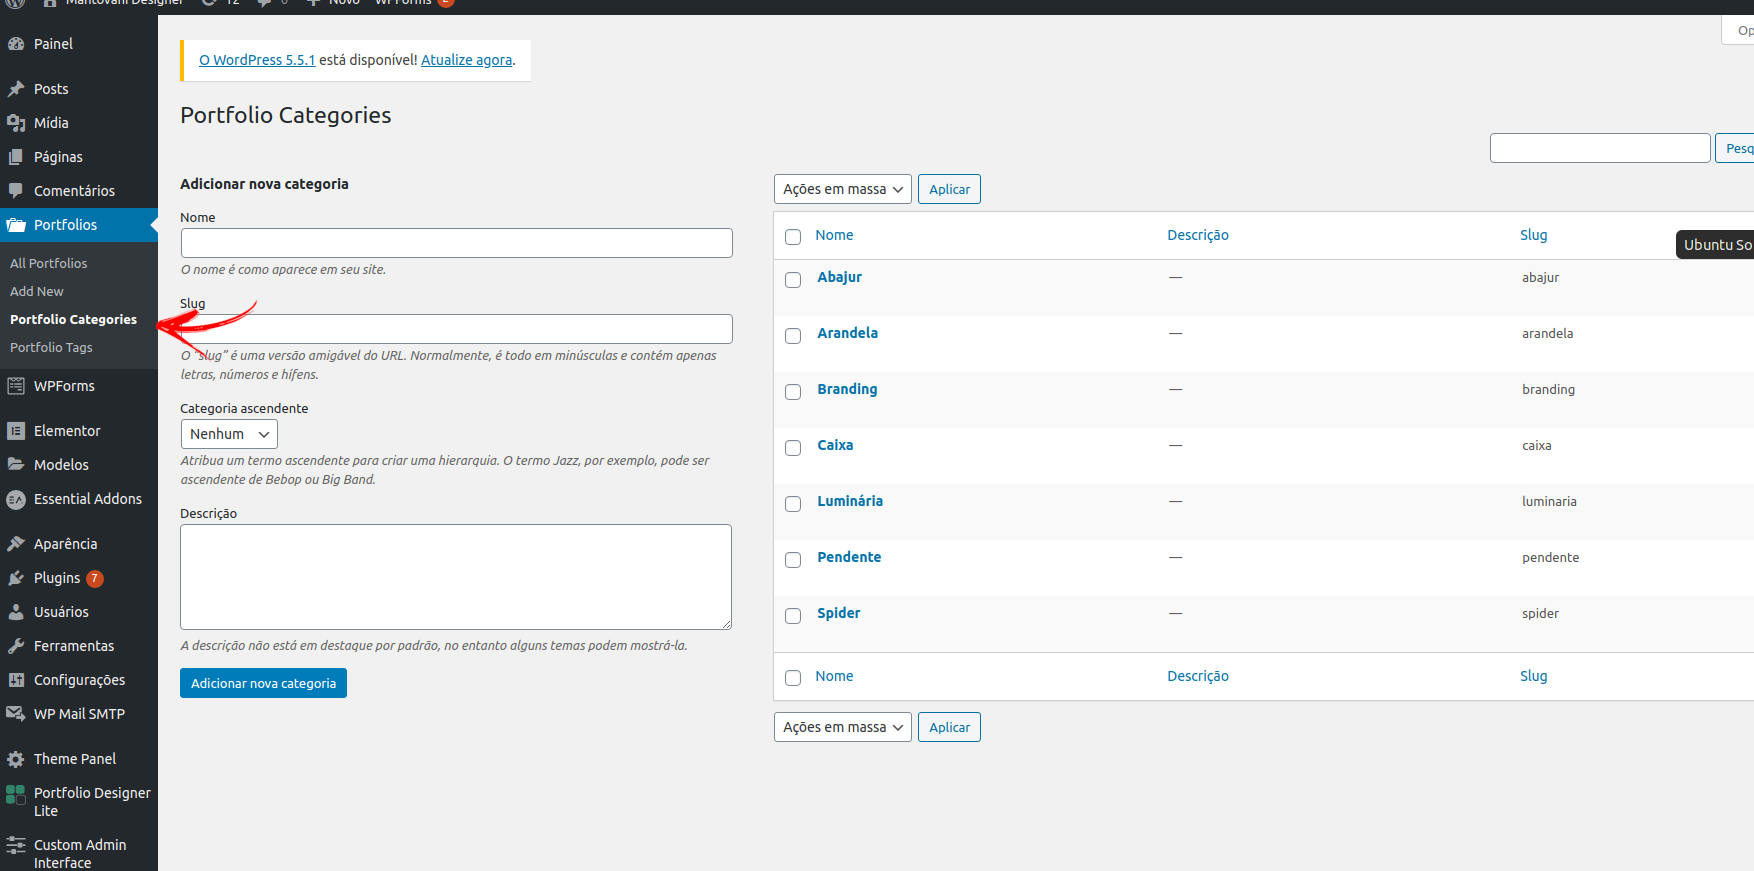 Mantovani Designer 12 0 Novo WPForms 2
Painel
Posts
Mídia
Páginas
Comentários
Portfolios
All Portfolios
Add New
Portfolio Categories
Portfolio Tags
WPForms
Elementor
Modelos
Essential Addons
Aparência
Plugins 7
Usuários
Ferramentas
Configurações
WP Mail SMTP
Theme Panel
Portfolio Designer
Lite
Custom Admin
Interface
Op
O WordPress 5.5.1 está disponível! Atualize agora.
Portfolio Categories
Pesq
Adicionar nova categoria
Nome
O nome é como aparece em seu site.
Slug
O “slug” é uma versão amigável do URL. Normalmente, é todo em minúsculas e contém apenas
letras, números e hífens.
Categoria ascendente
Nenhum
Atribua um termo ascendente para criar uma hierarquia. O termo Jazz, por exemplo, pode ser
ascendente de Bebop ou Big Band.
Descrição
A descrição não está em destaque por padrão, no entanto alguns temas podem mostrá-la.
Adicionar nova categoria
Ações em massa Aplicar
Nome Descrição Slug
Ubuntu So
Abajur — abajur
Arandela — arandela
Branding — branding
Caixa — caixa
Luminária — luminaria
Pendente — pendente
Spider — spider
Nome Descrição Slug
Ações em massa Aplicar